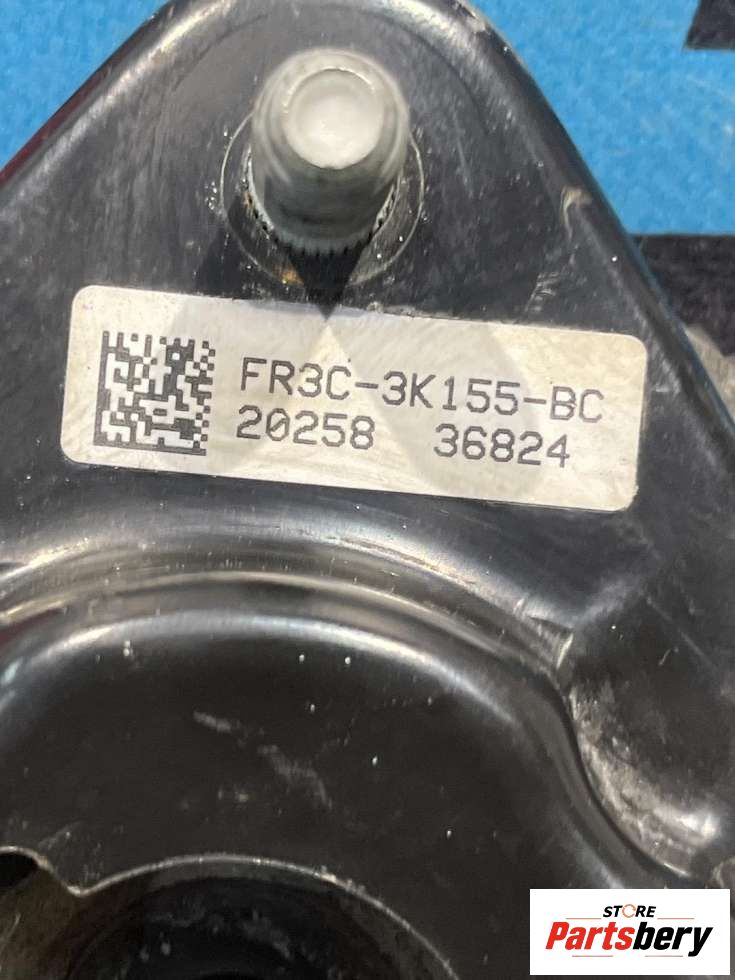 FR3C-3K155-BC
20258 36824
STORE
Partsbery